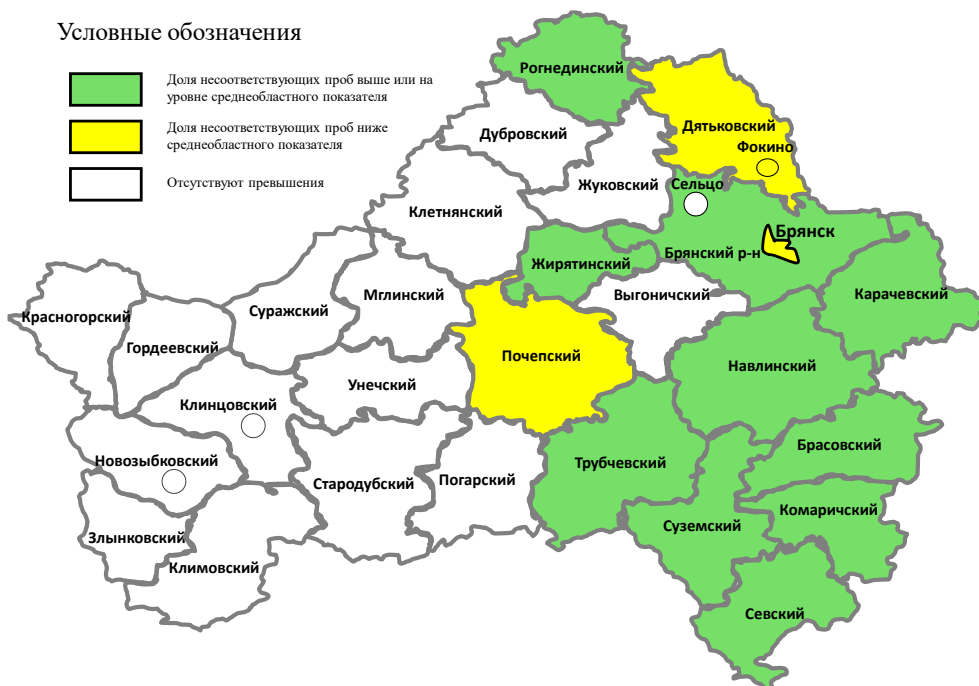 Условные обозначения
Доля несоответствующих проб выше или на
уровне среднеобластного показателя
Доля несоответствующих проб ниже
среднеобластного показателя
Отсутствуют превышения
Рогнединский
Дубровский
Дятьковский
Фокино
Жуковский
Сельцо
Клетнянский
Брянск
Брянский р-н
Жирятинский
Выгоничский
Карачевский
Мглинский
Суражский
Красногорский
Гордеевский
Почепский
Навлинский
Унечский
Клинцовский
Брасовский
Новозыбковский
Трубчевский
Погарский
Стародубский
Комаричский
Суземский
Злынковский
Климовский
Севский